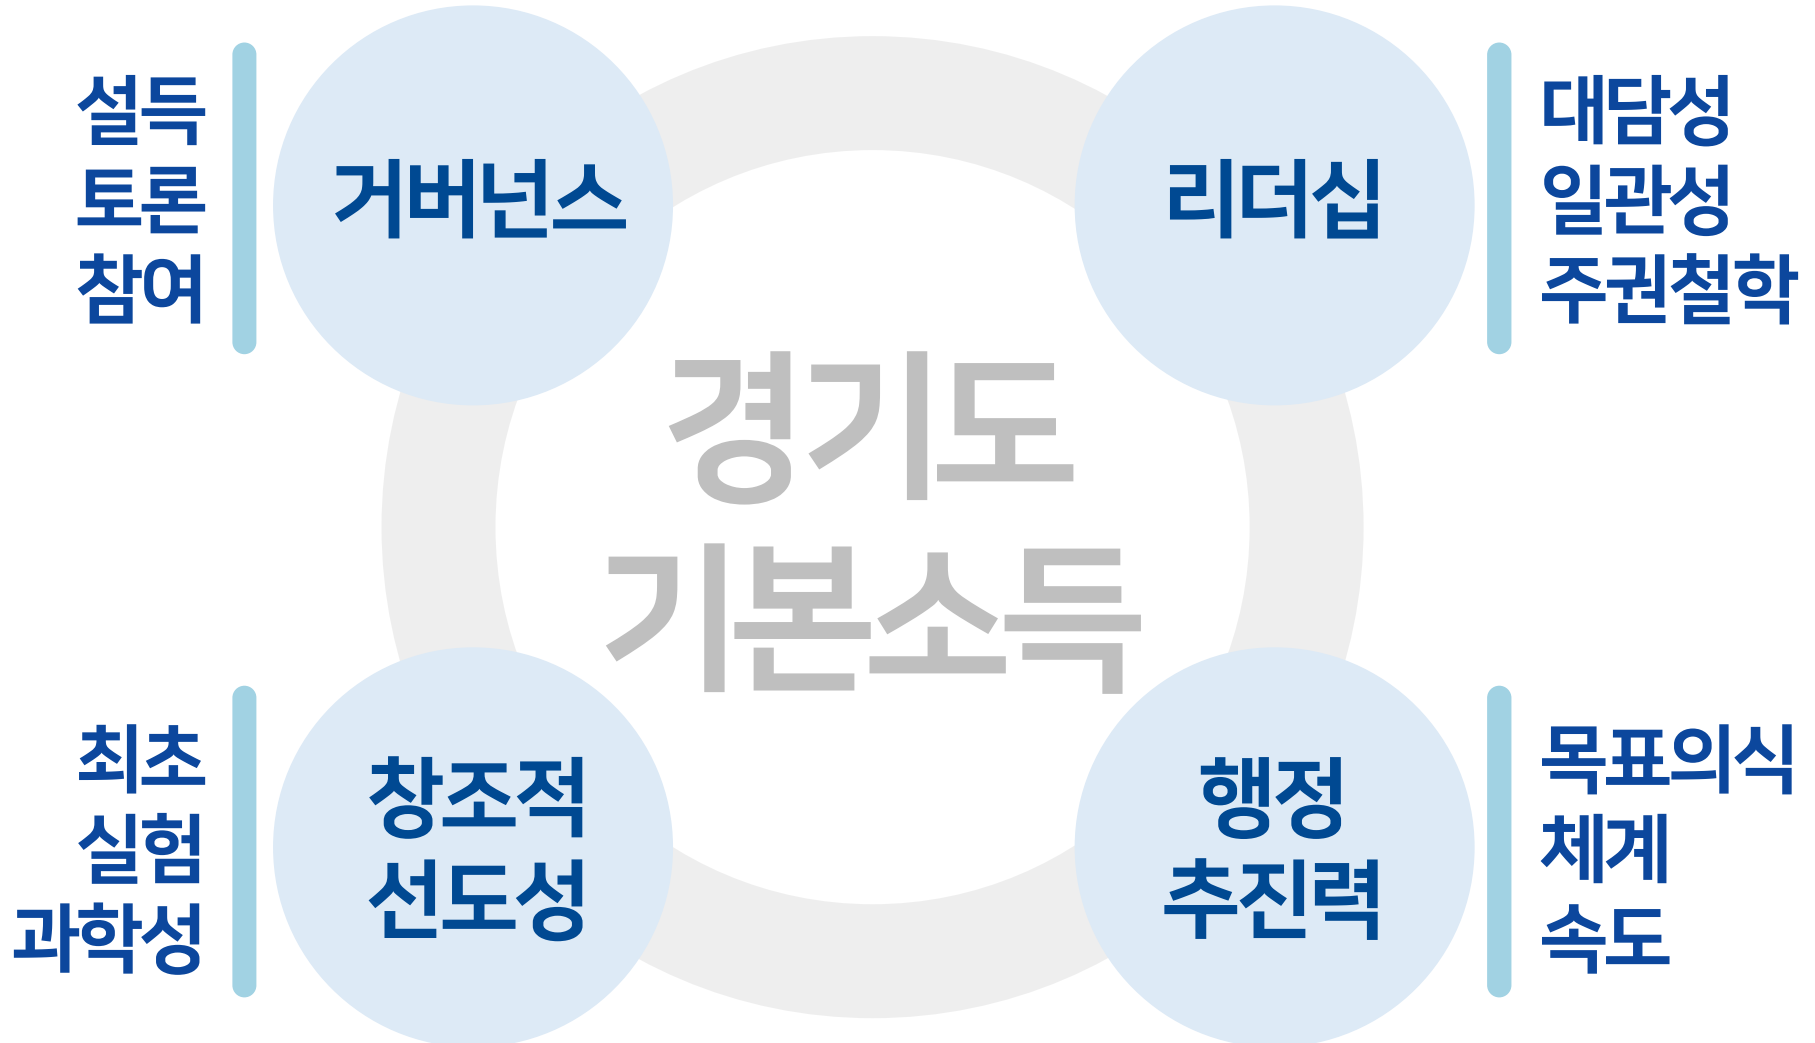 설득
토론
참여
거버넌스
리더십
대담성
일관성
주권철학
경기도
기본소득
최초
실험
과학성
창조적
선도성
행정
추진력
목표의식
체계
속도